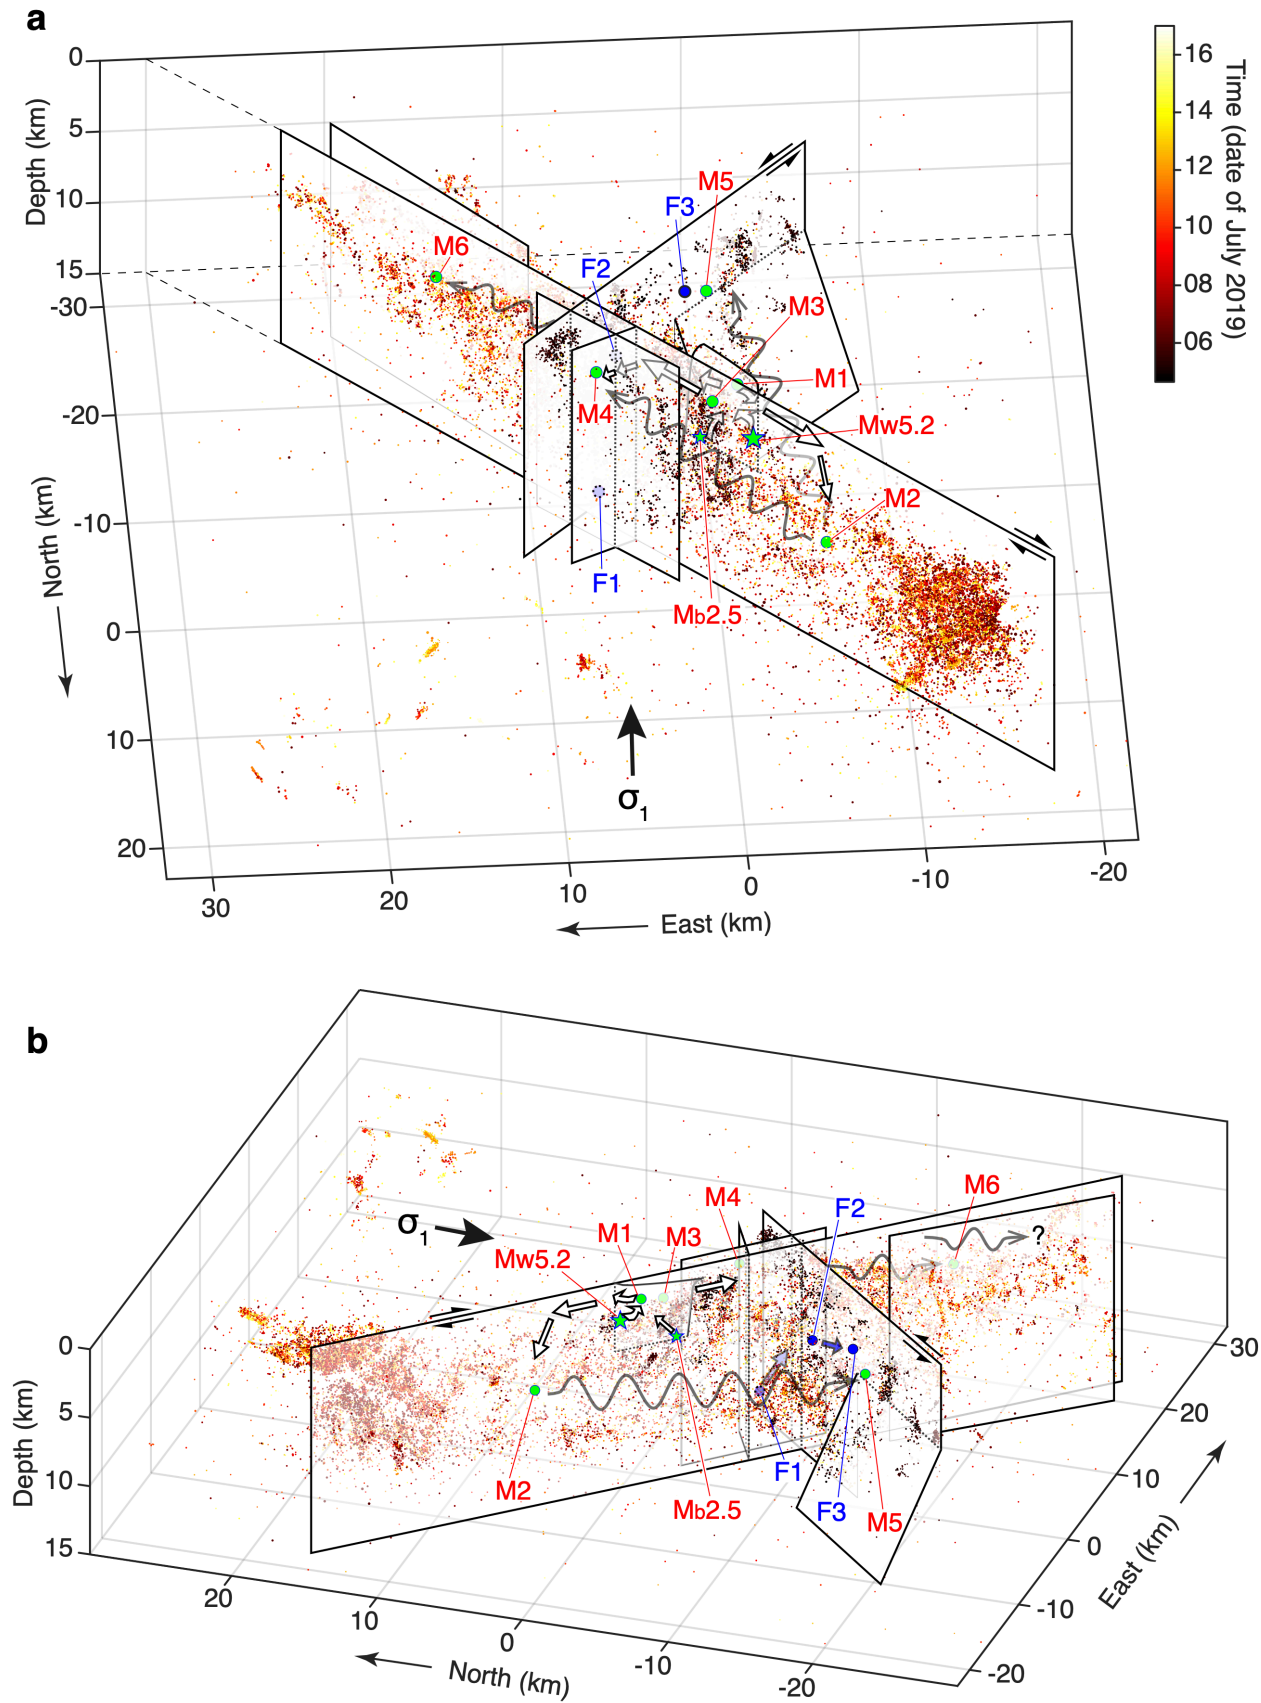 a
0
5
10
15
-30
-20
-10
0
10
20
Depth (km)
North (km)
30
20
10
0
-10
-20
East (km)
16
14
12
10
08
06
Time (date of July 2019)
M5
F3
M6
F2
M3
M1
M4
Mw5.2
M2
F1
Mb2.5
σ1
b
σ1
M6
?
M4
F2
M1
M3
Mw5.2
M2
F1
Mb2.5
F3
M5
0
5
10
15
Depth (km)
20
10
0
-10
-20
North (km)
30
20
10
0
-10
-20
East (km)